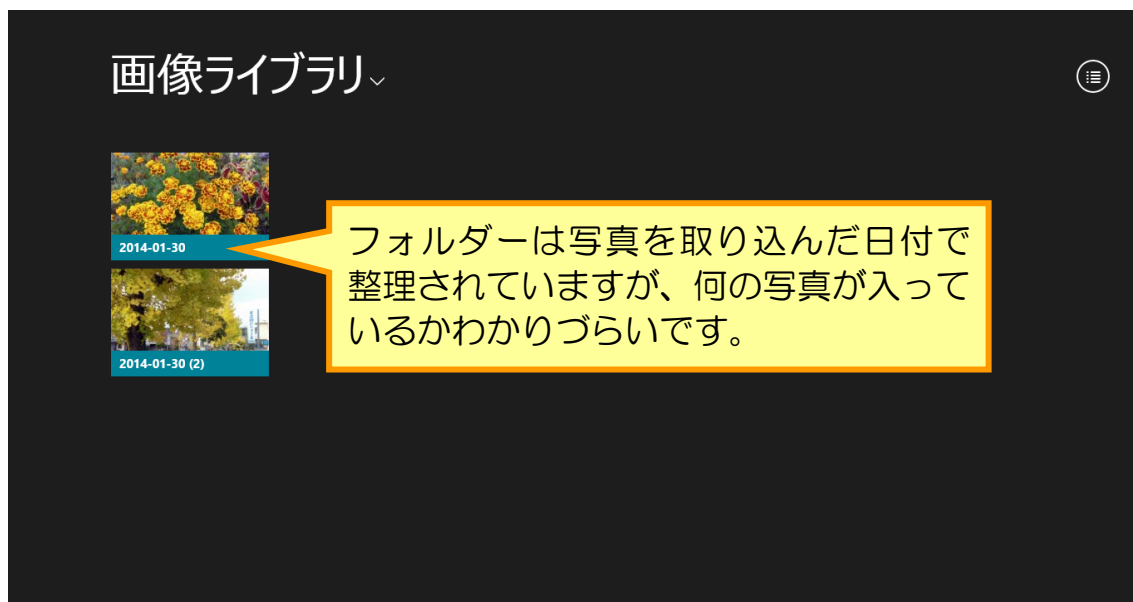 画像ライブラリ
2014-01-30
フォルダーは写真を取り込んだ日付で
整理されていますが、何の写真が入って
いるかわかりづらいです。
2014-01-30 (2)